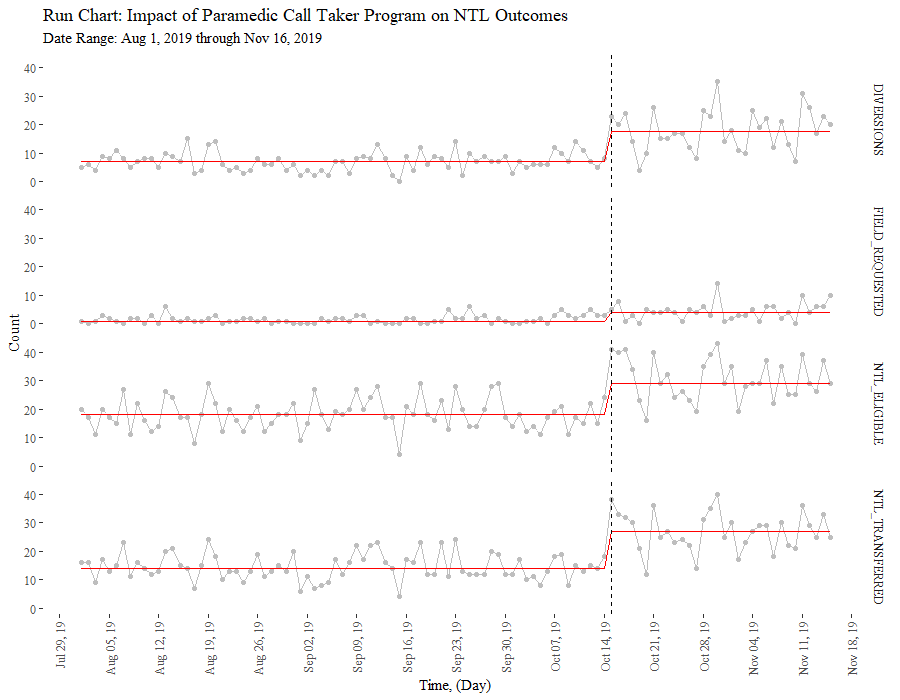 Run Chart: Impact of Paramedic Call Taker Program on NTL Outcomes
Date Range: Aug 1, 2019 through Nov 16, 2019
Count
40
30
20
10
0
DIVERSIONS
40
30
20
10
0
FIELD_REQUESTED
40
30
20
10
0
NTL_ELIGIBLE
40
30
20
10
0
NTL_TRANSFERRED
Jul 29, 19
Aug 05, 19
Aug 12, 19
Aug 19, 19
Aug 26, 19
Sep 02, 19
Sep 09, 19
Sep 16, 19
Sep 23, 19
Sep 30, 19
Oct 07, 19
Oct 14, 19
Oct 21, 19
Oct 28, 19
Nov 04, 19
Nov 11, 19
Nov 18, 19
Time, (Day)